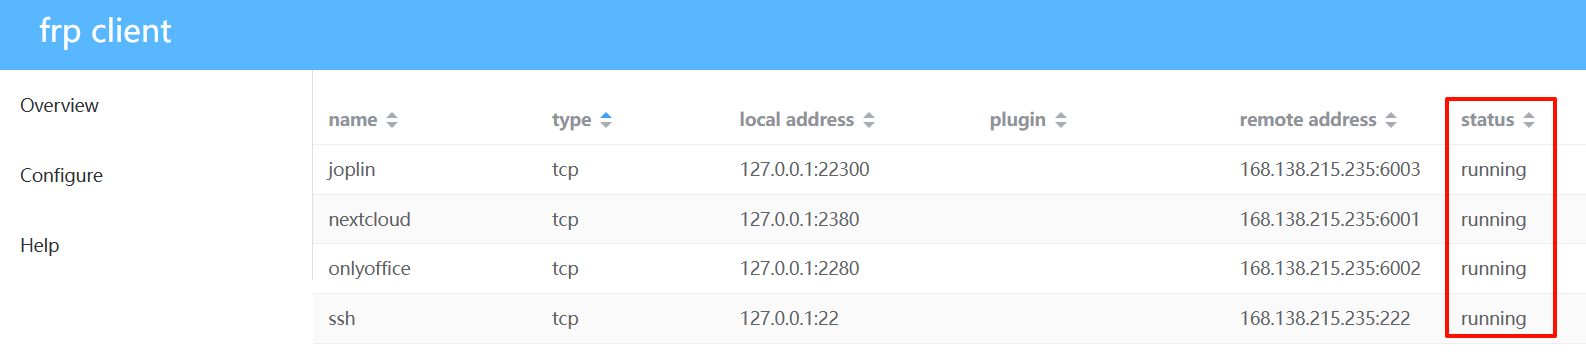 frp client
Overview
Configure
Help
name type local address plugin remote address status
joplin tcp 127.0.0.1:22300 168.138.215.235:6003 running
nextcloud tcp 127.0.0.1:2380 168.138.215.235:6001 running
onlyoffice tcp 127.0.0.1:2280 168.138.215.235:6002 running
ssh tcp 127.0.0.1:22 168.138.215.235:222 running